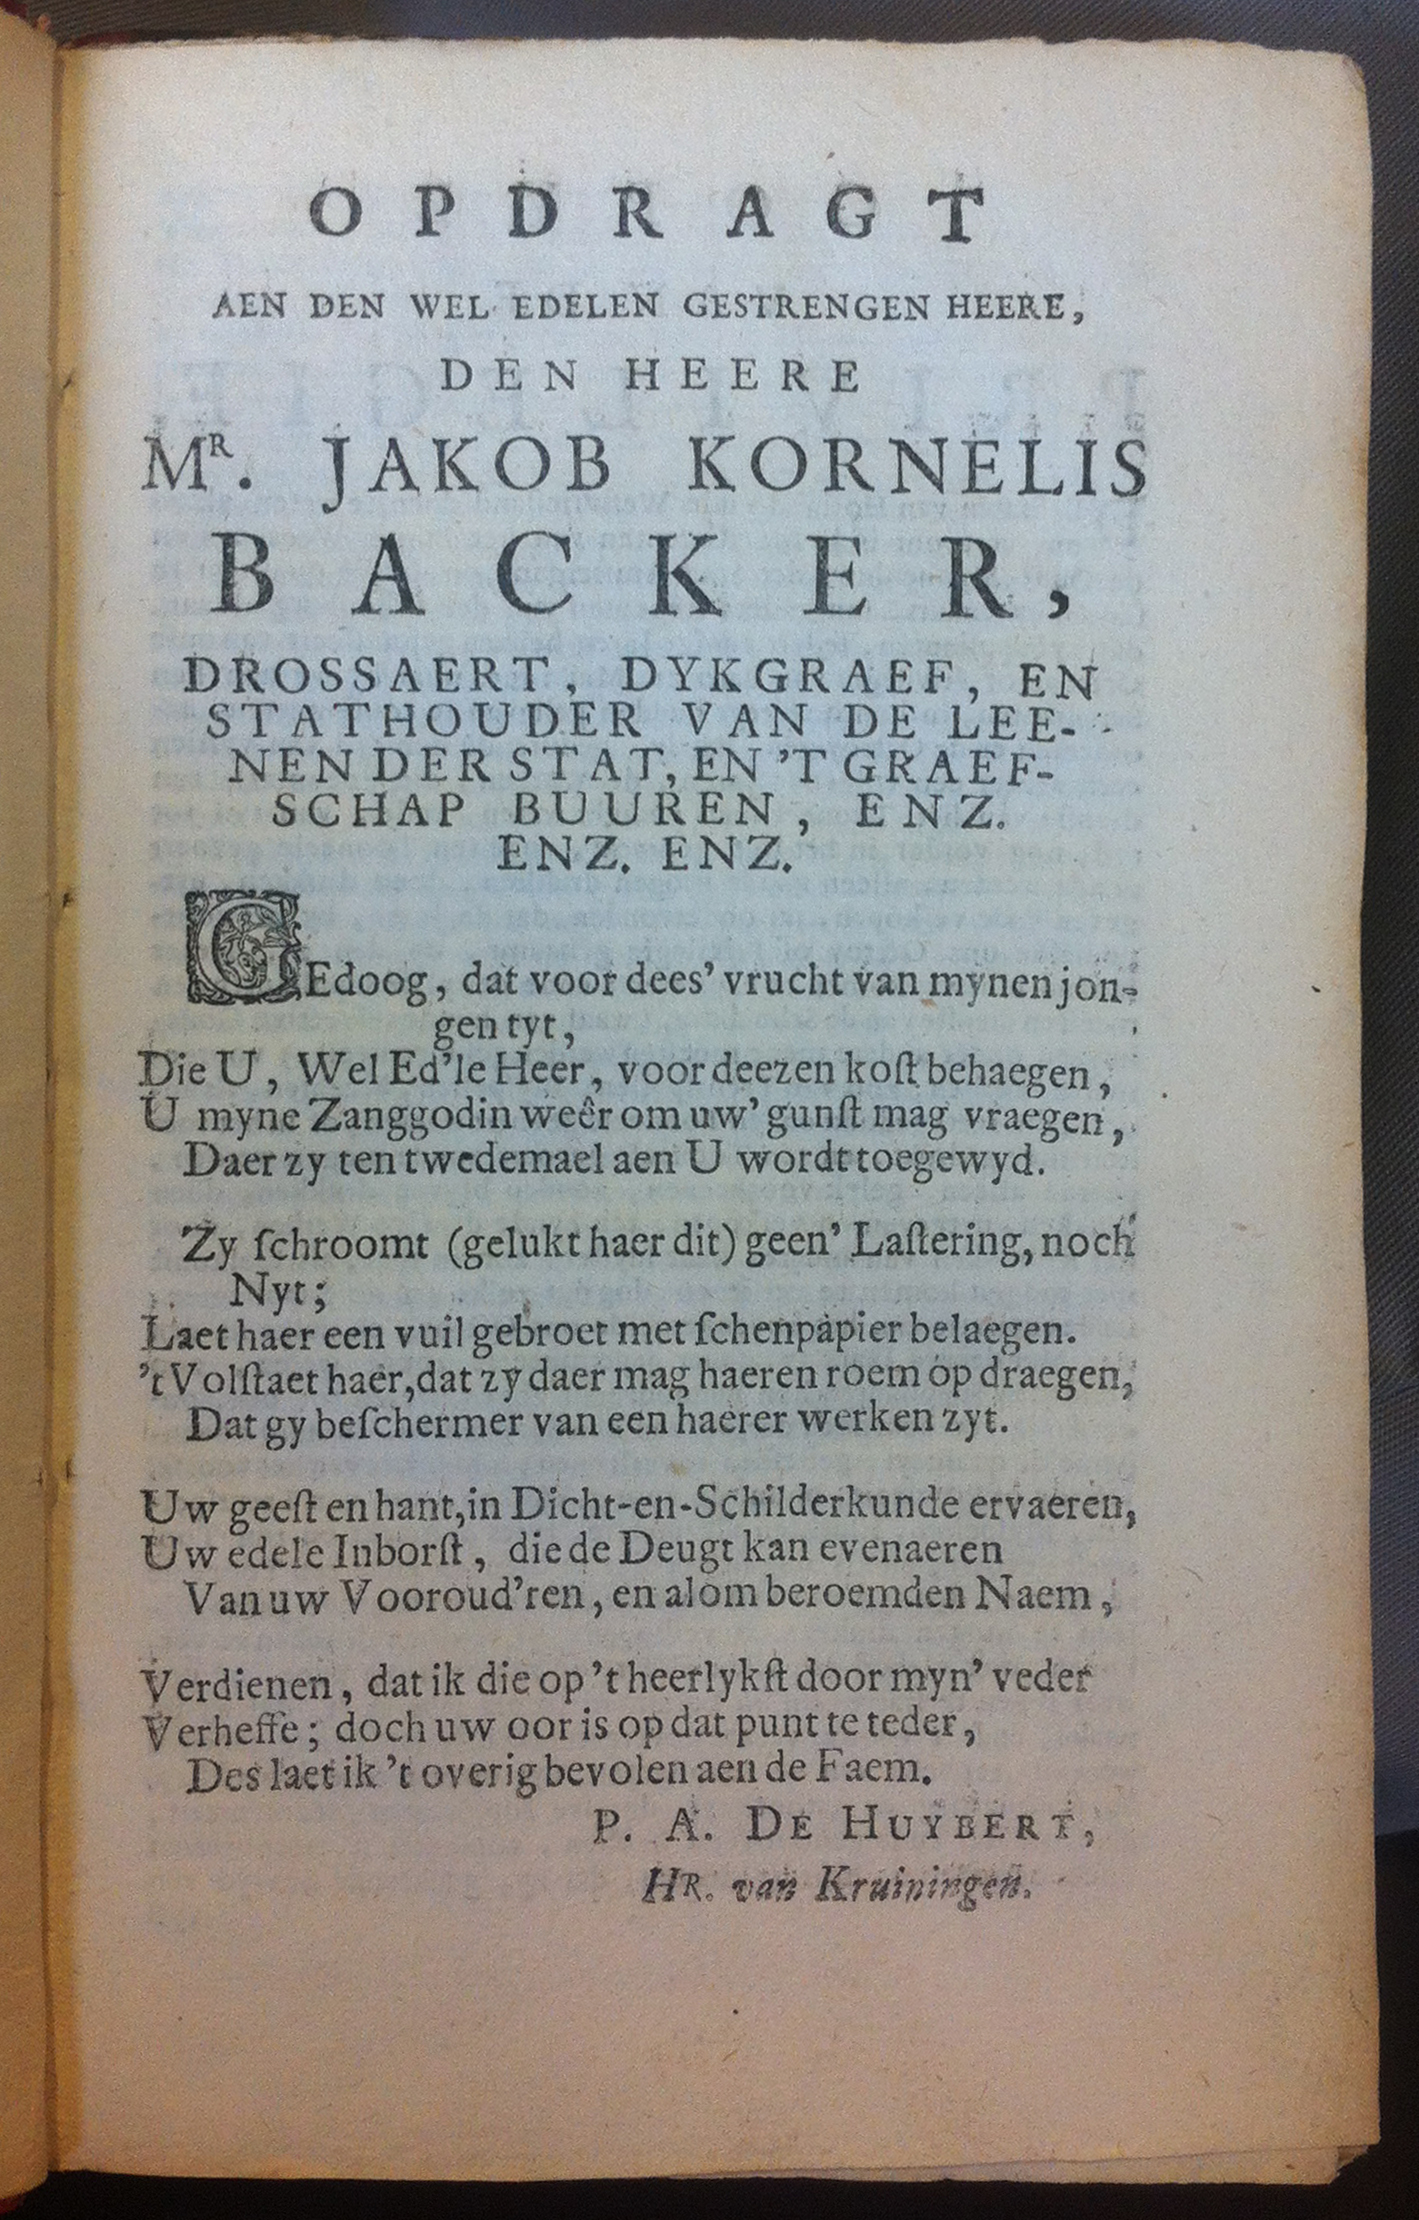 OPDRAGT
AEN DEN WEL EDELEN GESTRENGEN HEERE,
DEN HEERE
MR. JAKOB KORNELIS
BACKER,
DROSSAERT, DYKGRAEF, EN
STATHOUDER VAN DE LEE-
NEN DER STAT, EN 'T GRAEF-
SCHAP BUUREN, ENZ.
ENZ. ENZ.
GEdoog, dat voor dees' vrucht van mynen jon-
gen tyt,
Die U, Wel Ed'le Heer, voor deezen koſt behaegen,
U myne Zanggodin weêr om uw' gunſt mag vraegen,
Daer zy ten twedemael aen U wordt toegewyd.
Zy ſchroomt (gelukt haer dit) geen' Laſtering, noch
Nyt;
Laet haer een vuil gebroet met ſchenpapier belaegen.
't Volſtaet haer, dat zy daer mag haeren roem op draegen,
Dat gy beſchermer van een haerer werken zyt.
Uw geeſt en hant, in Dicht-en-Schilderkunde ervaeren,
Uw edele Inborſt, die de Deugt kan evenaeren
Van uw Vooroud'ren, en alom beroemden Naem,
Verdienen, dat ik die op 't heerlykſt door myn' veder
Verheffe; doch uw oor is op dat punt te teder,
Des laet ik 't overig bevolen aen de Faem.
P. A. DE HUYBERT,
HR. van Kruiningen.